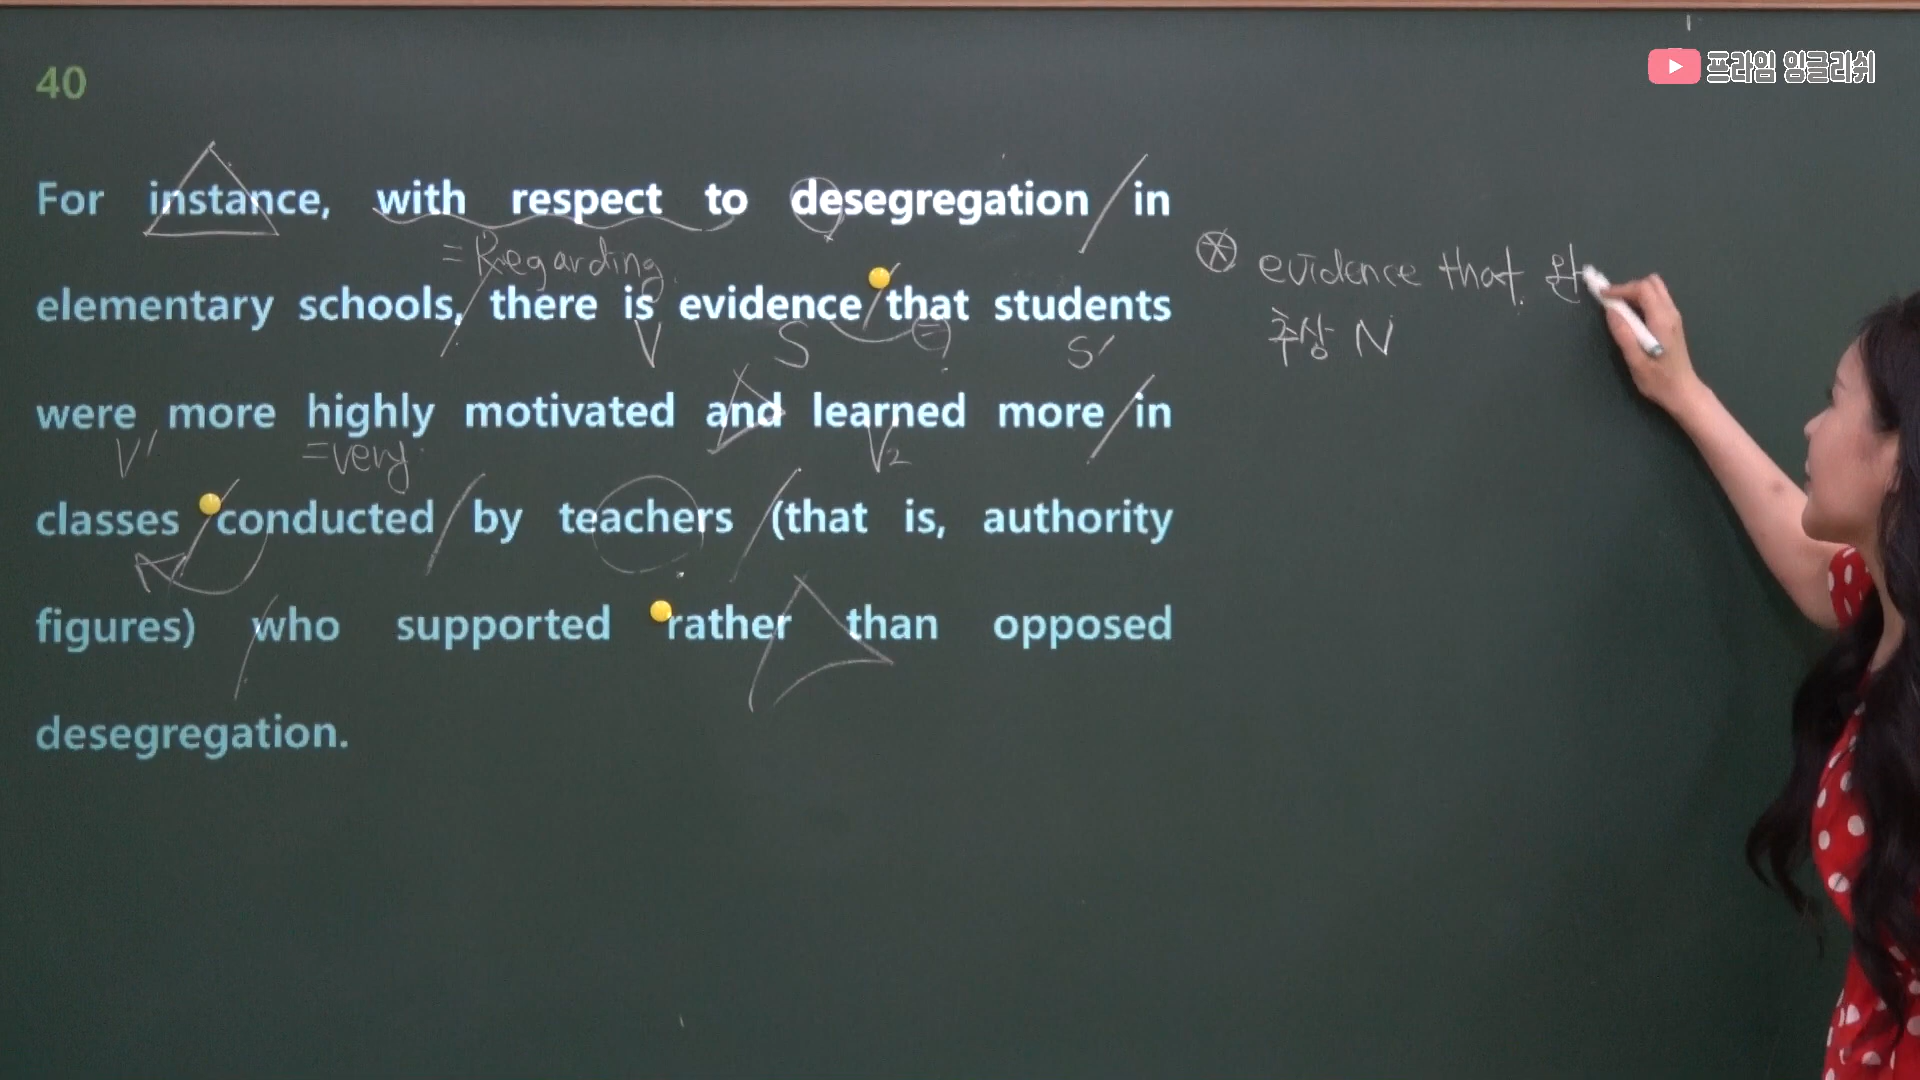 프라임 잉글리쉬
40
For instance, with respect to desegregation in
= Regarding
elementary schools, there is evidence that students
V S = S'
were more highly motivated and learned more in
V' =very V2
classes conducted by teachers (that is, authority
figures) who supported rather than opposed
desegregation.
evidence that 완
추상 N